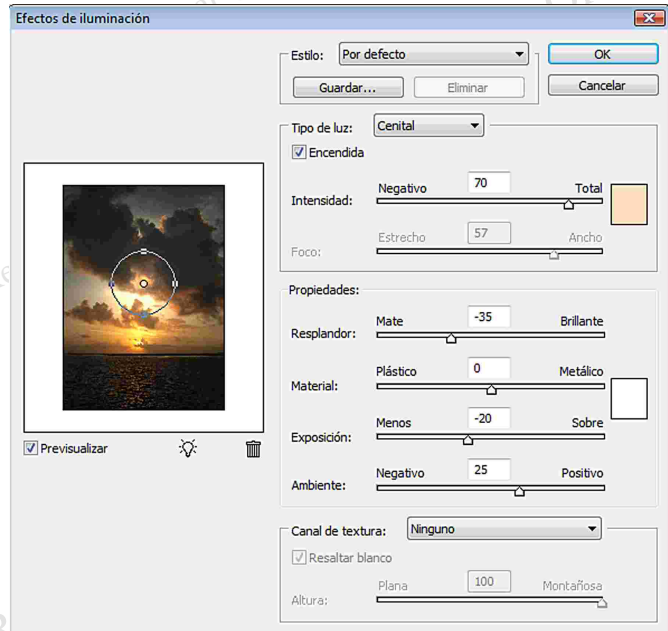 Efectos de iluminación
Estilo: Por defecto
OK
Guardar...
Eliminar
Cancelar
Tipo de luz: Cenital
Encendida
Intensidad:
Negativo 70 Total
Foco:
Estrecho 57 Ancho
Propiedades:
Resplandor:
Mate -35 Brillante
Material:
Plástico 0 Metálico
Exposición:
Menos -20 Sobre
Ambiente:
Negativo 25 Positivo
Previsualizar
Canal de textura: Ninguno
Resaltar blanco
Altura:
Plana 100 Montañosa